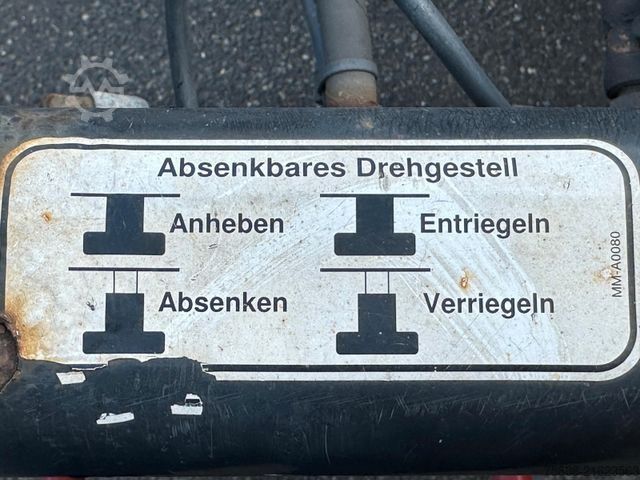 Absenkbares Drehgestell
Anheben
Entriegeln
Absenken
Verriegeln
MM-A0080